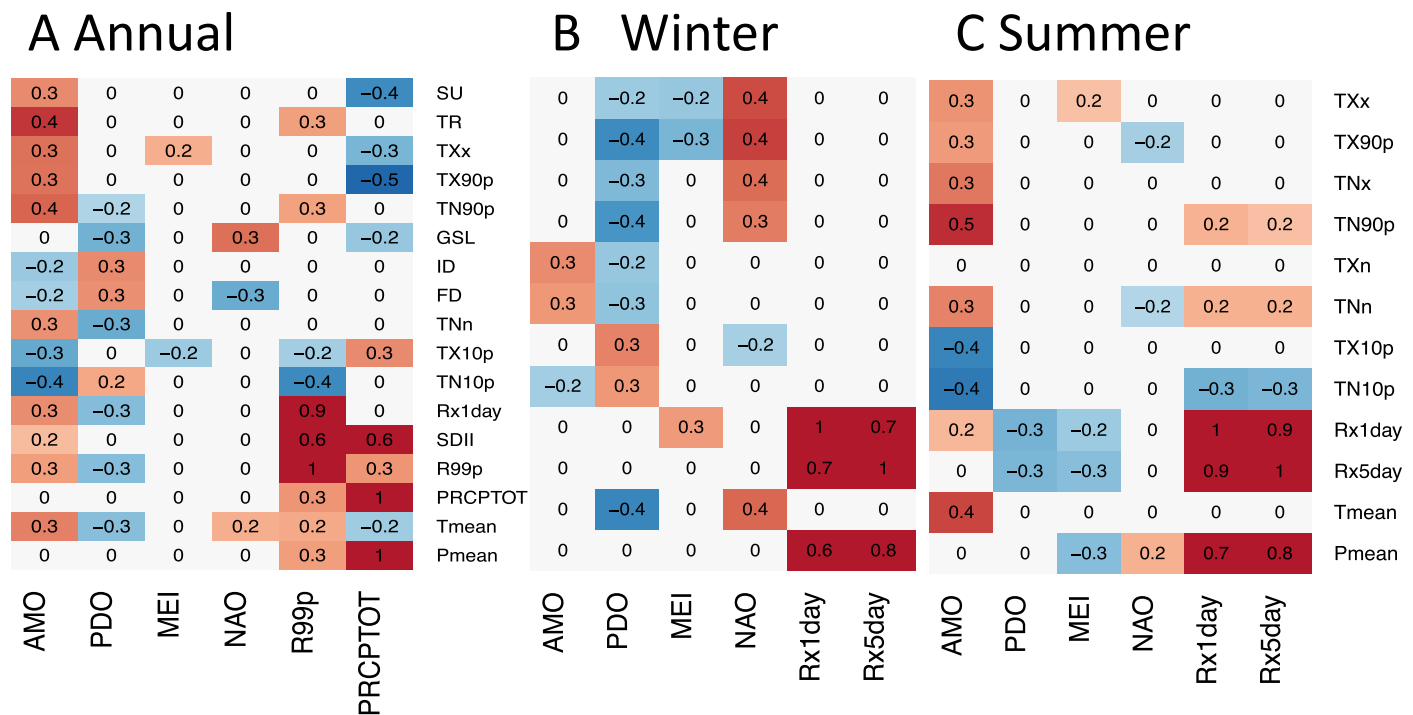 A Annual
B Winter
C Summer
0.3 0 0 0 0 −0.4 SU
0.4 0 0 0 0.3 0 TR
0.3 0 0.2 0 0 −0.3 TXx
0.3 0 0 0 0 −0.5 TX90p
0.4 −0.2 0 0 0.3 0 TN90p
0 −0.3 0 0.3 0 −0.2 GSL
−0.2 0.3 0 0 0 0 ID
−0.2 0.3 0 −0.3 0 0 FD
0.3 −0.3 0 0 0 0 TNn
−0.3 0 −0.2 0 −0.2 0.3 TX10p
−0.4 0.2 0 0 −0.4 0 TN10p
0.3 −0.3 0 0 0.9 0 Rx1day
0.2 0 0 0 0.6 0.6 SDII
0.3 −0.3 0 0 1 0.3 R99p
0 0 0 0 0.3 1 PRCPTOT
0.3 −0.3 0 0.2 0.2 −0.2 Tmean
0 0 0 0 0.3 1 Pmean
AMO PDO MEI NAO R99p PRCPTOT
0 −0.2 −0.2 0.4 0 0
0 −0.4 −0.3 0.4 0 0
0 −0.3 0 0.4 0 0
0 −0.4 0 0.3 0 0
0.3 −0.2 0 0 0 0
0.3 −0.3 0 0 0 0
0 0.3 0 −0.2 0 0
−0.2 0.3 0 0 0 0
0 0 0.3 0 1 0.7
0 0 0 0 0.7 1
0 −0.4 0 0.4 0 0
0 0 0 0 0.6 0.8
AMO PDO MEI NAO Rx1day Rx5day
0.3 0 0.2 0 0 0 TXx
0.3 0 0 −0.2 0 0 TX90p
0.3 0 0 0 0 0 TNx
0.5 0 0 0 0.2 0.2 TN90p
0 0 0 0 0 0 TXn
0.3 0 0 −0.2 0.2 0.2 TNn
−0.4 0 0 0 0 0 TX10p
−0.4 0 0 0 −0.3 −0.3 TN10p
0.2 −0.3 −0.2 0 1 0.9 Rx1day
0 −0.3 −0.3 0 0.9 1 Rx5day
0.4 0 0 0 0 0 Tmean
0 0 −0.3 0.2 0.7 0.8 Pmean
AMO PDO MEI NAO Rx1day Rx5day